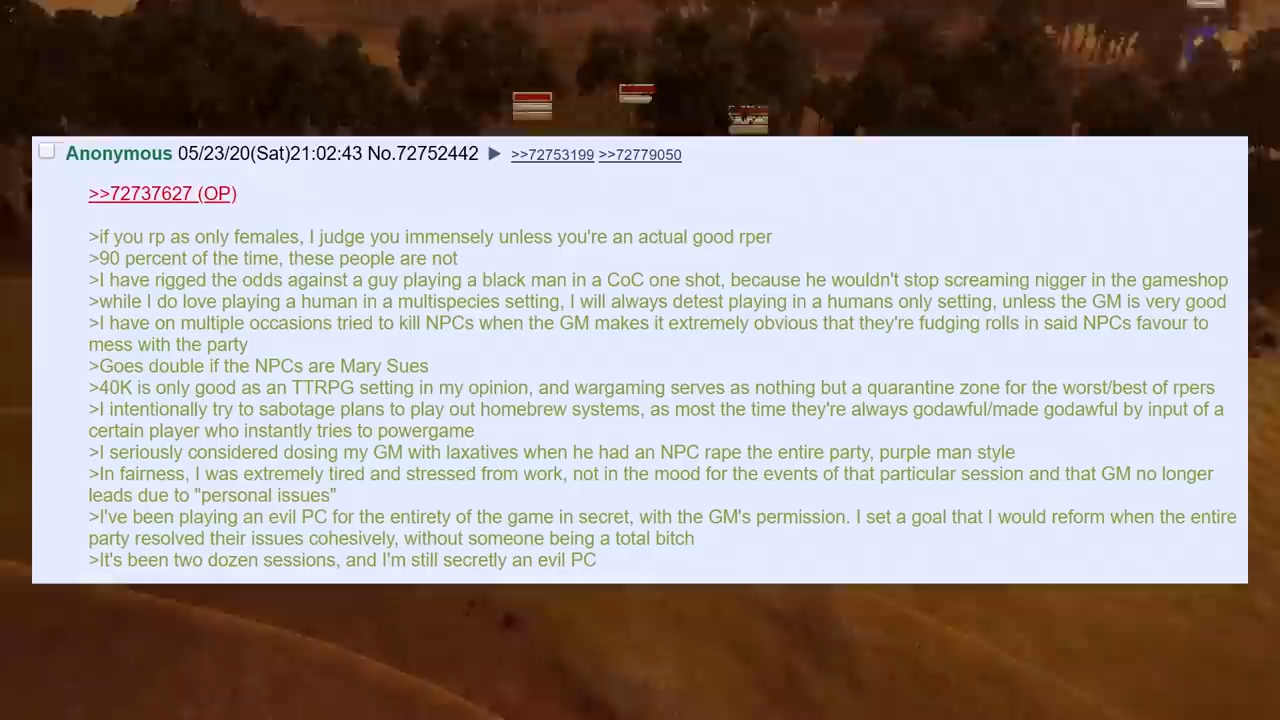 Anonymous 05/23/20(Sat)21:02:43 No.72752442 ▶ >>72753199 >>72779050
>>72737627 (OP)
>if you rp as only females, I judge you immensely unless you're an actual good rper
>90 percent of the time, these people are not
>I have rigged the odds against a guy playing a black man in a CoC one shot, because he wouldn't stop screaming nigger in the gameshop
>while I do love playing a human in a multispecies setting, I will always detest playing in a humans only setting, unless the GM is very good
>I have on multiple occasions tried to kill NPCs when the GM makes it extremely obvious that they're fudging rolls in said NPCs favour to
mess with the party
>Goes double if the NPCs are Mary Sues
>40K is only good as an TTRPG setting in my opinion, and wargaming serves as nothing but a quarantine zone for the worst/best of rpers
>I intentionally try to sabotage plans to play out homebrew systems, as most the time they're always godawful/made godawful by input of a
certain player who instantly tries to powergame
>I seriously considered dosing my GM with laxatives when he had an NPC rape the entire party, purple man style
>In fairness, I was extremely tired and stressed from work, not in the mood for the events of that particular session and that GM no longer
leads due to "personal issues"
>I've been playing an evil PC for the entirety of the game in secret, with the GM's permission. I set a goal that I would reform when the entire
party resolved their issues cohesively, without someone being a total bitch
>It's been two dozen sessions, and I'm still secretly an evil PC